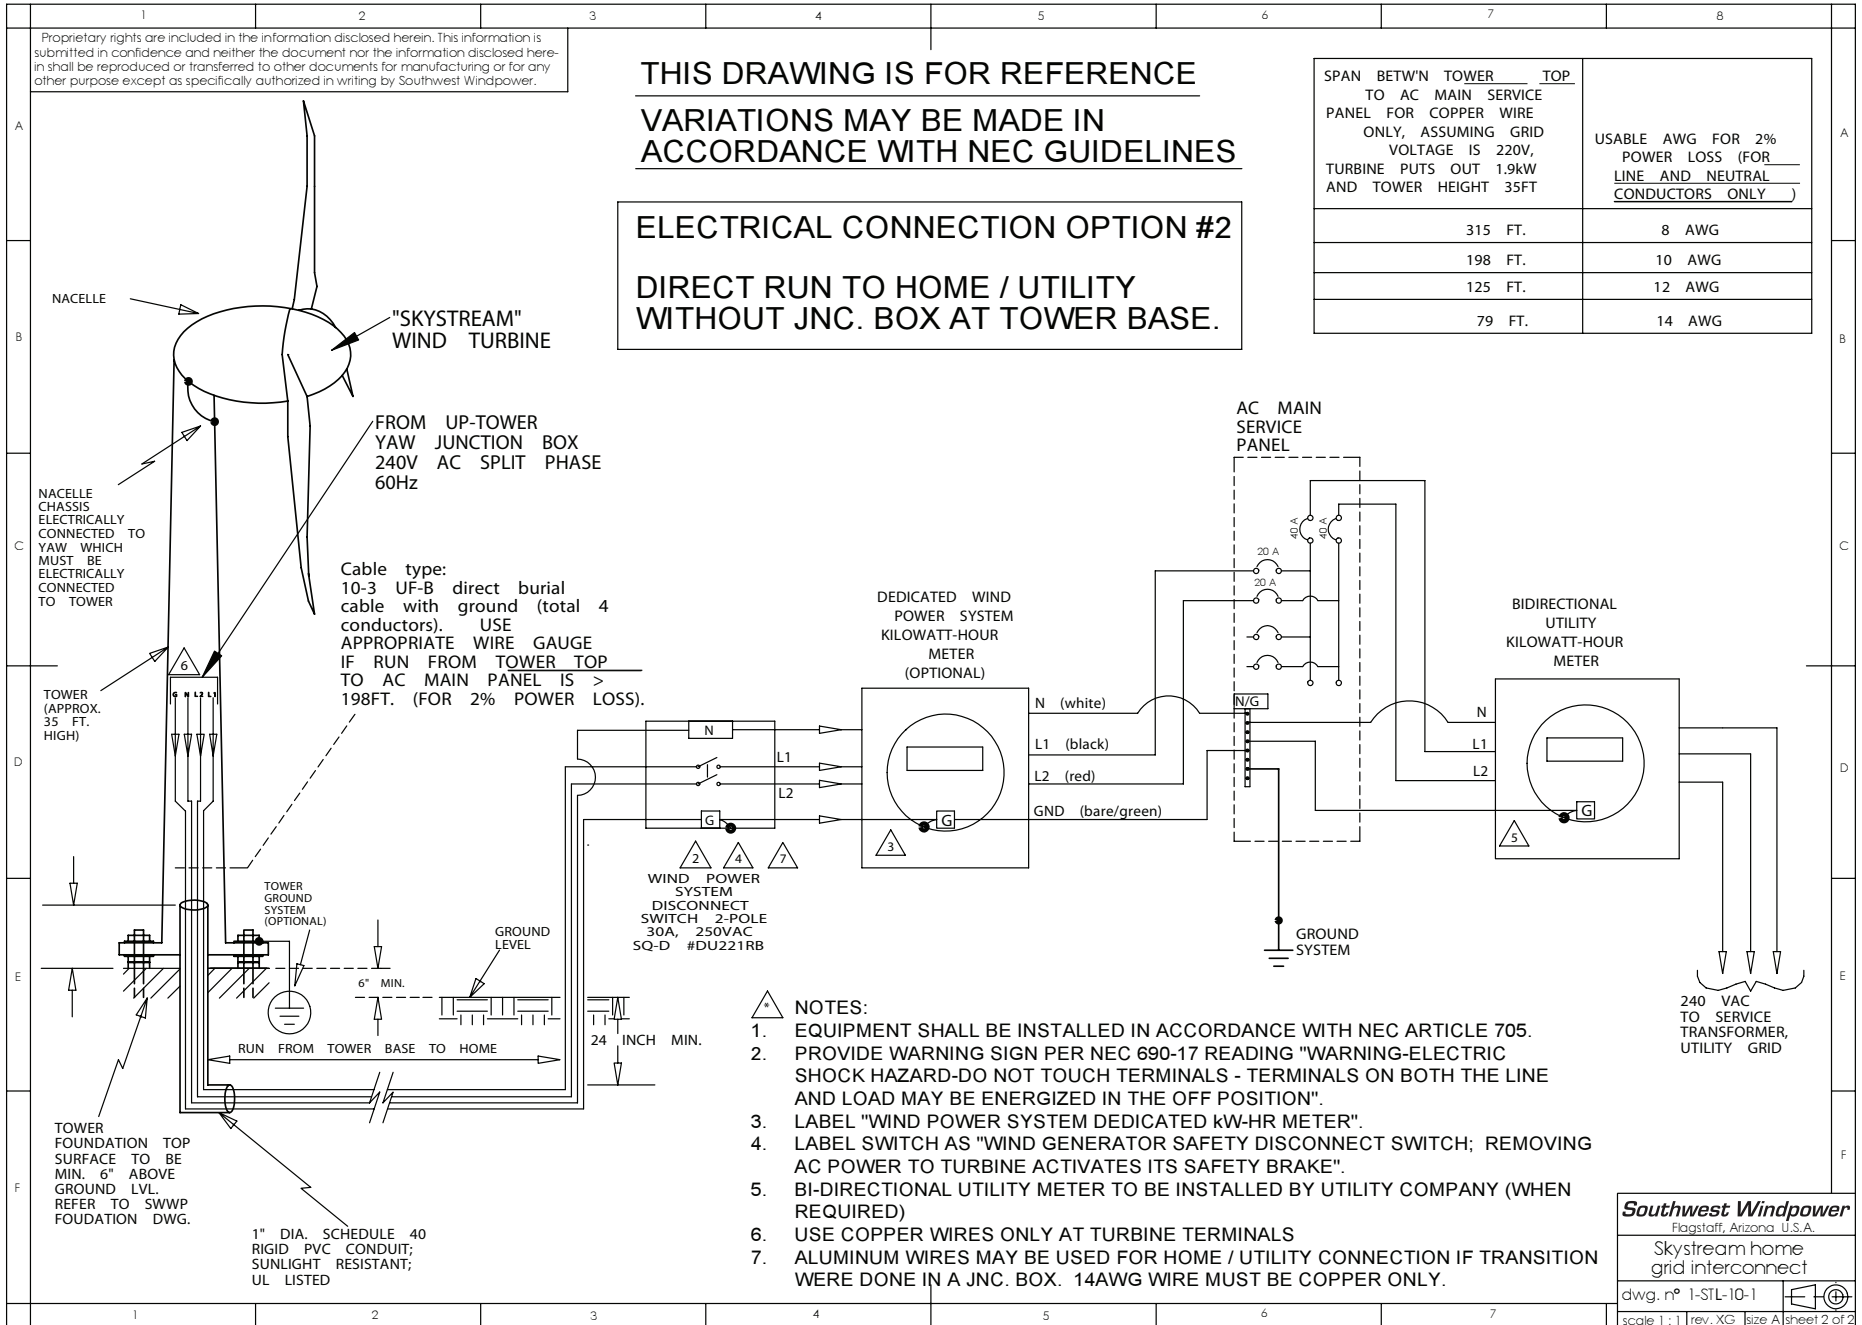 1 2 3 4 5 6 7 8
Proprietary rights are included in the information disclosed herein. This information is
submitted in confidence and neither the document nor the information disclosed here-
in shall be reproduced or transferred to other documents for manufacturing or for any
other purpose except as specifically authorized in writing by Southwest Windpower.
THIS DRAWING IS FOR REFERENCE
VARIATIONS MAY BE MADE IN
ACCORDANCE WITH NEC GUIDELINES
ELECTRICAL CONNECTION OPTION #2
DIRECT RUN TO HOME / UTILITY
WITHOUT JNC. BOX AT TOWER BASE.
SPAN BETW'N TOWER TOP
TO AC MAIN SERVICE
PANEL FOR COPPER WIRE
ONLY, ASSUMING GRID
VOLTAGE IS 220V,
TURBINE PUTS OUT 1.9kW
AND TOWER HEIGHT 35FT
USABLE AWG FOR 2%
POWER LOSS (FOR
LINE AND NEUTRAL
CONDUCTORS ONLY )
315 FT. 8 AWG
198 FT. 10 AWG
125 FT. 12 AWG
79 FT. 14 AWG
A A
B B
C C
D D
E E
F F
NACELLE
"SKYSTREAM"
WIND TURBINE
FROM UP-TOWER
YAW JUNCTION BOX
240V AC SPLIT PHASE
60Hz
NACELLE
CHASSIS
ELECTRICALLY
CONNECTED TO
YAW WHICH
MUST BE
ELECTRICALLY
CONNECTED
TO TOWER
Cable type:
10-3 UF-B direct burial
cable with ground (total 4
conductors). USE
APPROPRIATE WIRE GAUGE
IF RUN FROM TOWER TOP
TO AC MAIN PANEL IS >
198FT. (FOR 2% POWER LOSS).
6
G N L2 L1
TOWER
(APPROX.
35 FT.
HIGH)
N
L1
L2
G
2 4 7
WIND POWER
SYSTEM
DISCONNECT
SWITCH 2-POLE
30A, 250VAC
SQ-D #DU221RB
DEDICATED WIND
POWER SYSTEM
KILOWATT-HOUR
METER
(OPTIONAL)
G
3
N (white)
L1 (black)
L2 (red)
GND (bare/green)
AC MAIN
SERVICE
PANEL
40 A 40 A
20 A
20 A
N/G
GROUND
SYSTEM
BIDIRECTIONAL
UTILITY
KILOWATT-HOUR
METER
N
L1
L2
G
5
240 VAC
TO SERVICE
TRANSFORMER,
UTILITY GRID
TOWER
GROUND
SYSTEM
(OPTIONAL)
6" MIN.
GROUND
LEVEL
24 INCH MIN.
RUN FROM TOWER BASE TO HOME
TOWER
FOUNDATION TOP
SURFACE TO BE
MIN. 6" ABOVE
GROUND LVL.
REFER TO SWWP
FOUDATION DWG.
1" DIA. SCHEDULE 40
RIGID PVC CONDUIT;
SUNLIGHT RESISTANT;
UL LISTED
* NOTES:
1. EQUIPMENT SHALL BE INSTALLED IN ACCORDANCE WITH NEC ARTICLE 705.
2. PROVIDE WARNING SIGN PER NEC 690-17 READING "WARNING-ELECTRIC
SHOCK HAZARD-DO NOT TOUCH TERMINALS - TERMINALS ON BOTH THE LINE
AND LOAD MAY BE ENERGIZED IN THE OFF POSITION".
3. LABEL "WIND POWER SYSTEM DEDICATED kW-HR METER".
4. LABEL SWITCH AS "WIND GENERATOR SAFETY DISCONNECT SWITCH; REMOVING
AC POWER TO TURBINE ACTIVATES ITS SAFETY BRAKE".
5. BI-DIRECTIONAL UTILITY METER TO BE INSTALLED BY UTILITY COMPANY (WHEN
REQUIRED)
6. USE COPPER WIRES ONLY AT TURBINE TERMINALS
7. ALUMINUM WIRES MAY BE USED FOR HOME / UTILITY CONNECTION IF TRANSITION
WERE DONE IN A JNC. BOX. 14AWG WIRE MUST BE COPPER ONLY.
Southwest Windpower
Flagstaff, Arizona U.S.A.
Skystream home
grid interconnect
dwg. nº 1-STL-10-1
scale 1 : 1 rev. XG size A sheet 2 of 2
1 2 3 4 5 6 7